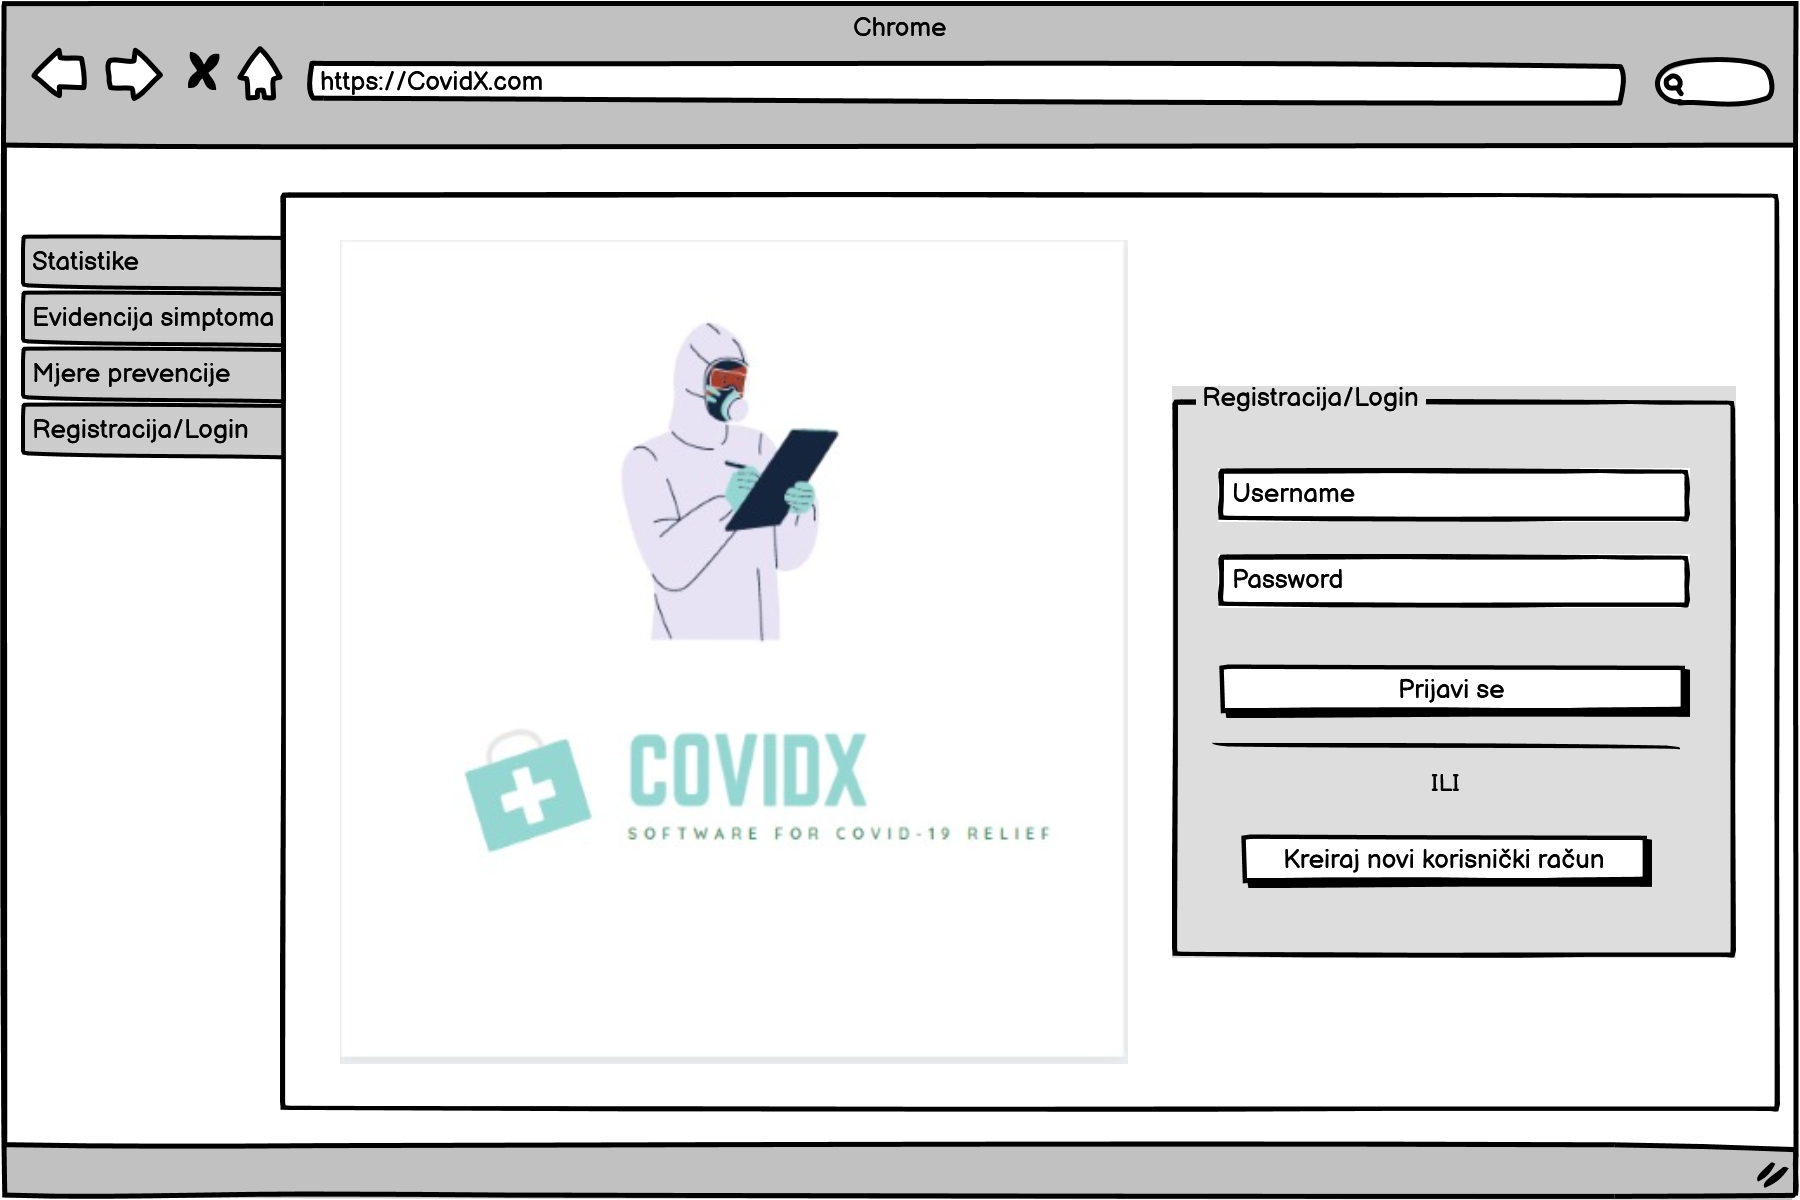 Chrome
https://CovidX.com
Statistike
Evidencija simptoma
Mjere prevencije
Registracija/Login
COVIDX
SOFTWARE FOR COVID-19 RELIEF
Registracija/Login
Username
Password
Prijavi se
ILI
Kreiraj novi korisnički račun